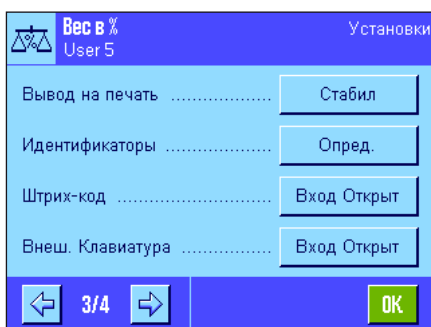 Вес в %
Установки
User 5
Вывод на печать ................... Стабил
Идентификаторы .................. Опред.
Штрих-код ........................... Вход Открыт
Внеш. Клавиатура ................ Вход Открыт
3/4
OK